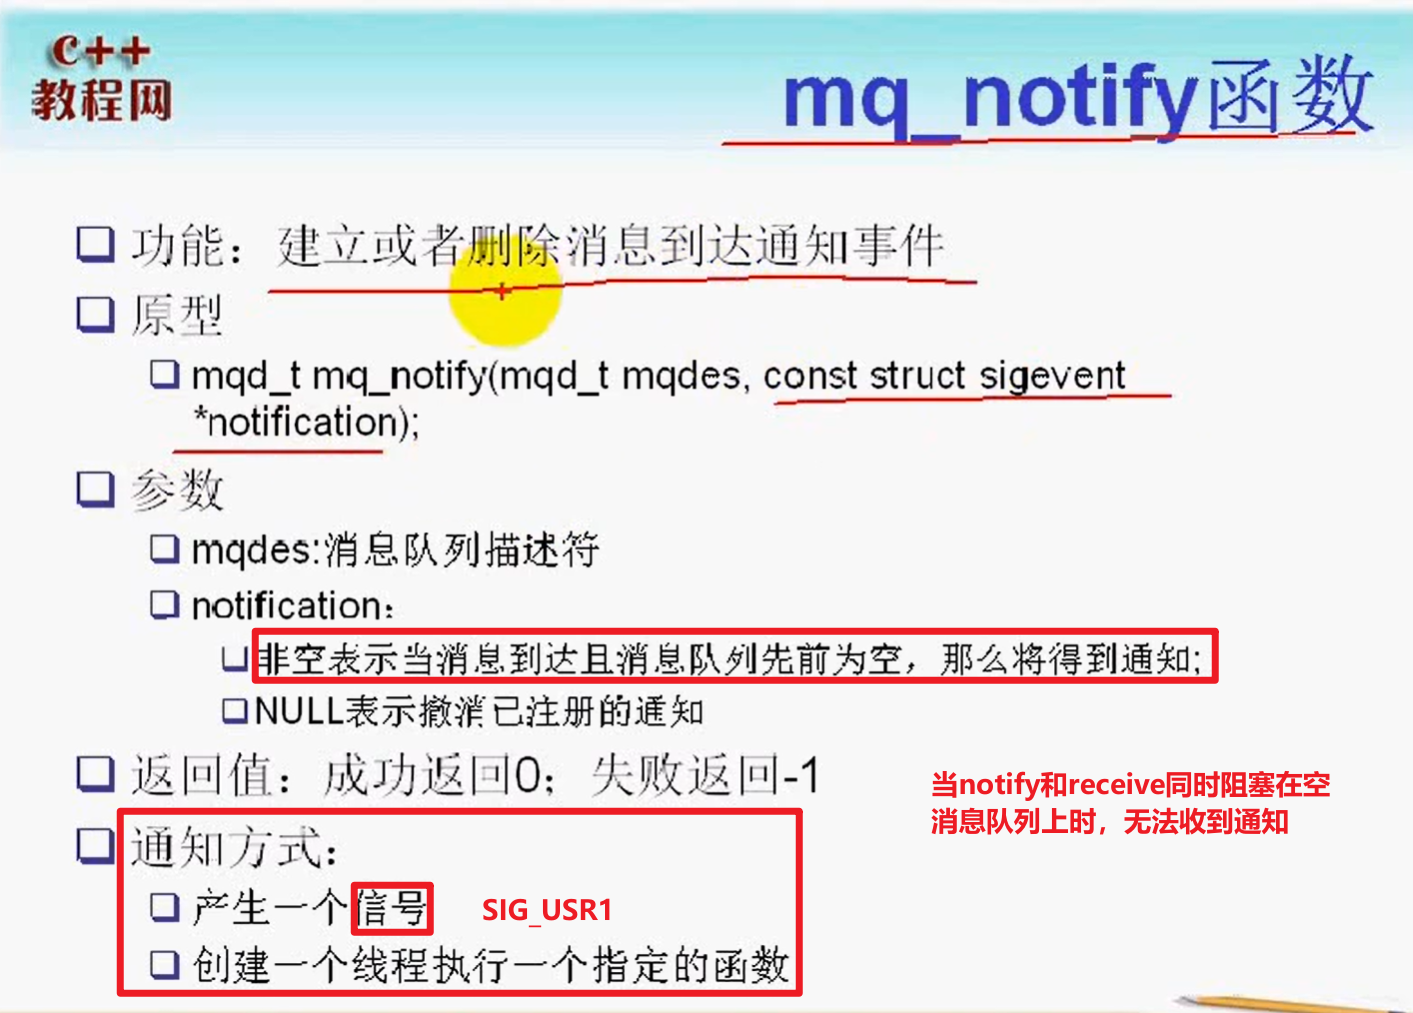 C++
教程网
mq_notify函数
功能：建立或者删除消息到达通知事件
原型
mqd_t mq_notify(mqd_t mqdes, const struct sigevent
*notification);
参数
mqdes:消息队列描述符
notification：
非空表示当消息到达且消息队列先前为空，那么将得到通知;
NULL表示撤消已注册的通知
返回值：成功返回0；失败返回-1
当notify和receive同时阻塞在空
消息队列上时，无法收到通知
通知方式：
产生一个信号 SIG_USR1
创建一个线程执行一个指定的函数